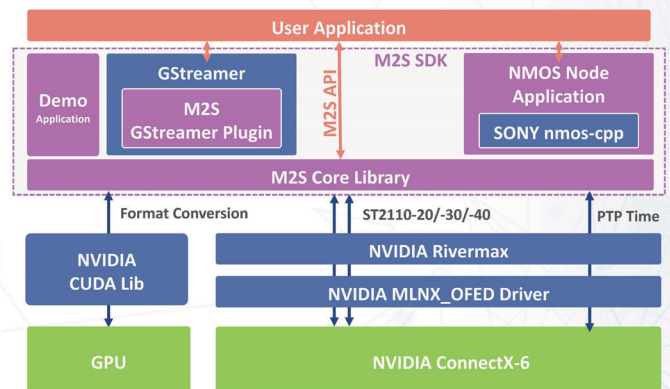 User Application
M2S SDK
Demo
Application
GStreamer
M2S
GStreamer Plugin
M2S API
NMOS Node
Application
SONY nmos-cpp
M2S Core Library
Format Conversion
ST2110-20/-30/-40
PTP Time
NVIDIA
CUDA Lib
NVIDIA Rivermax
NVIDIA MLNX_OFED Driver
GPU
NVIDIA ConnectX-6